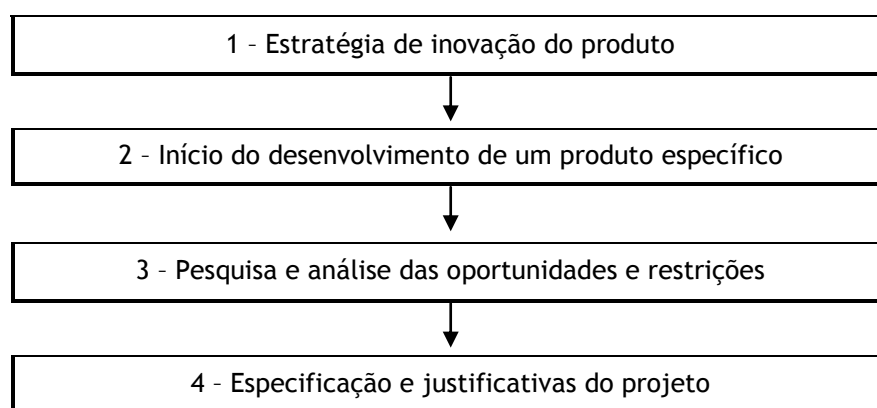 1 – Estratégia de inovação do produto
2 – Início do desenvolvimento de um produto específico
3 – Pesquisa e análise das oportunidades e restrições
4 – Especificação e justificativas do projeto